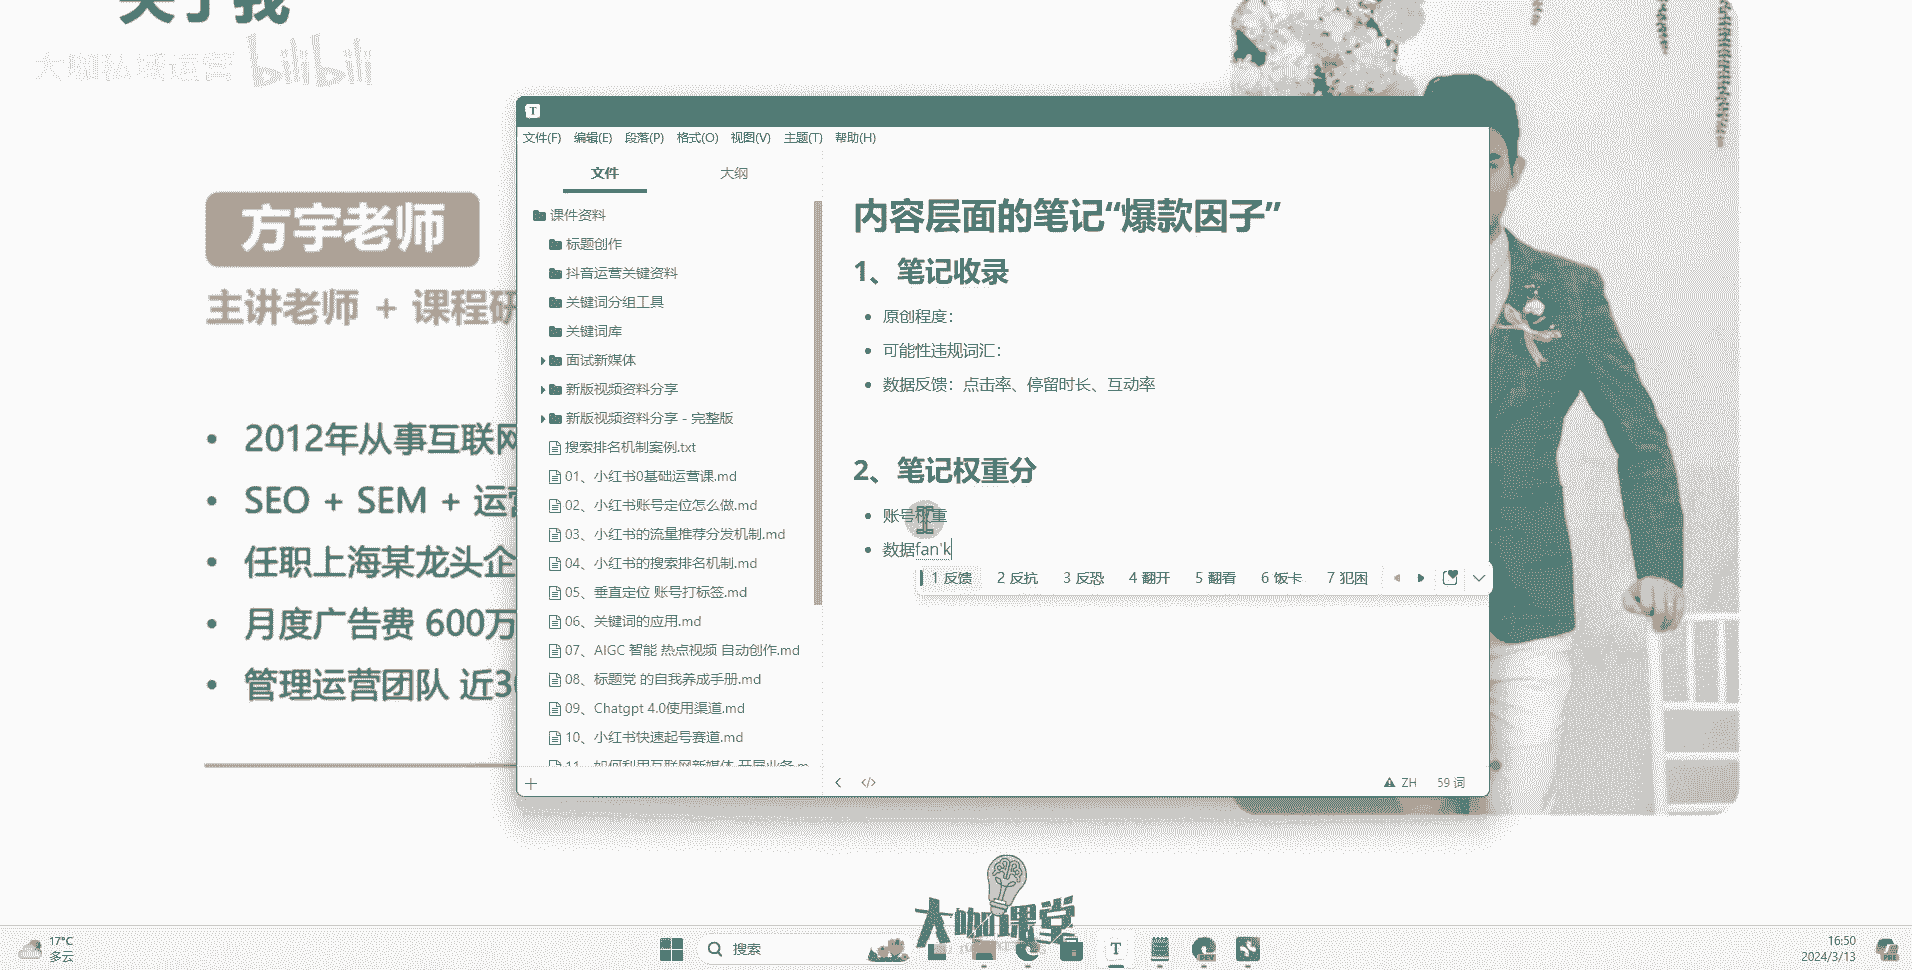 关于我
大咖私域运营 bilibili
方宇老师
主讲老师 + 课程研
2012年从事互联网
SEO + SEM + 运营
任职上海某龙头企
月度广告费 600万
管理运营团队 近30
T
文件(F) 编辑(E) 段落(P) 格式(O) 视图(V) 主题(T) 帮助(H)
文件 大纲
课件资料
标题创作
抖音运营关键资料
关键词分组工具
关键词库
面试新媒体
新版视频资料分享
新版视频资料分享 - 完整版
搜索排名机制案例.txt
01、小红书0基础运营课.md
02、小红书账号定位怎么做.md
03、小红书的流量推荐分发机制.md
04、小红书的搜索排名机制.md
05、垂直定位 账号打标签.md
06、关键词的应用.md
07、AIGC 智能 热点视频 自动创作.md
08、标题党 的自我养成手册.md
09、Chatgpt 4.0使用渠道.md
10、小红书快速起号赛道.md
11、如何利用互联网新媒体 开展业务.m
内容层面的笔记“爆款因子”
1、笔记收录
原创程度：
可能性违规词汇：
数据反馈：点击率、停留时长、互动率
2、笔记权重分
账号权重
数据fan'k
1 反馈 2 反抗 3 反恐 4 翻开 5 翻看 6 饭卡 7 犯困
</> ZH 59 词
大咖课堂
17°C
多云
搜索
T
16:50
2024/3/13